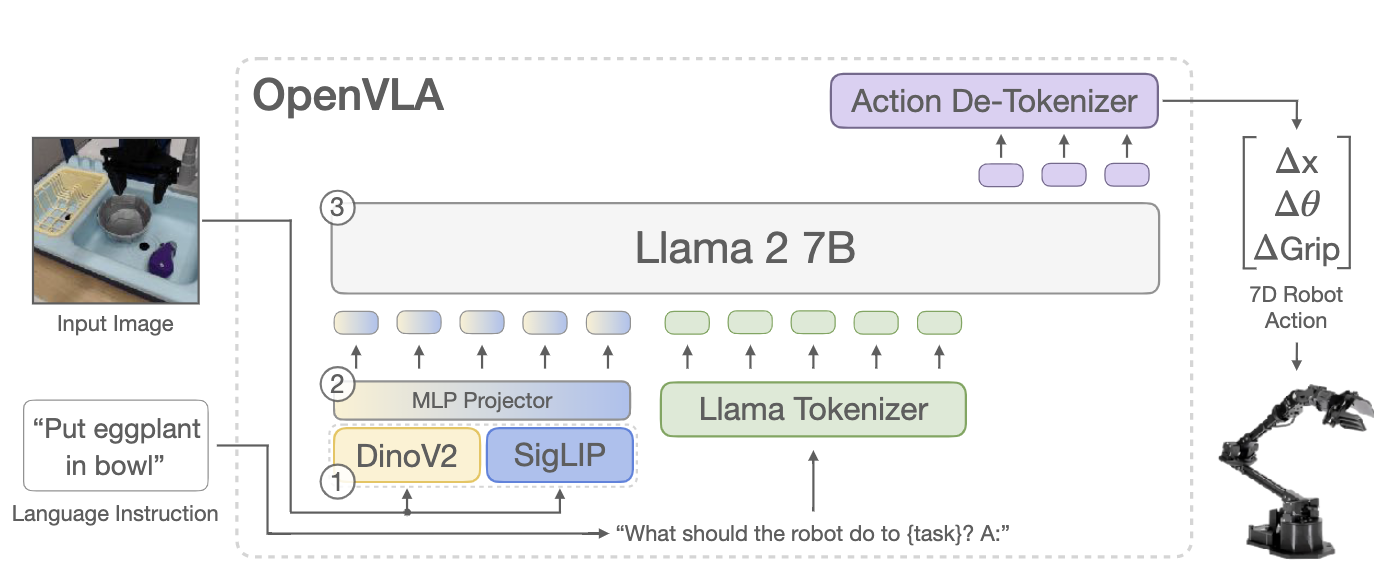 OpenVLA
Action De-Tokenizer
Δx
Δθ
ΔGrip
7D Robot
Action
3
Llama 2 7B
Input Image
2
MLP Projector
Llama Tokenizer
1
DinoV2
SigLIP
“Put eggplant
in bowl”
Language Instruction
“What should the robot do to {task}? A:”